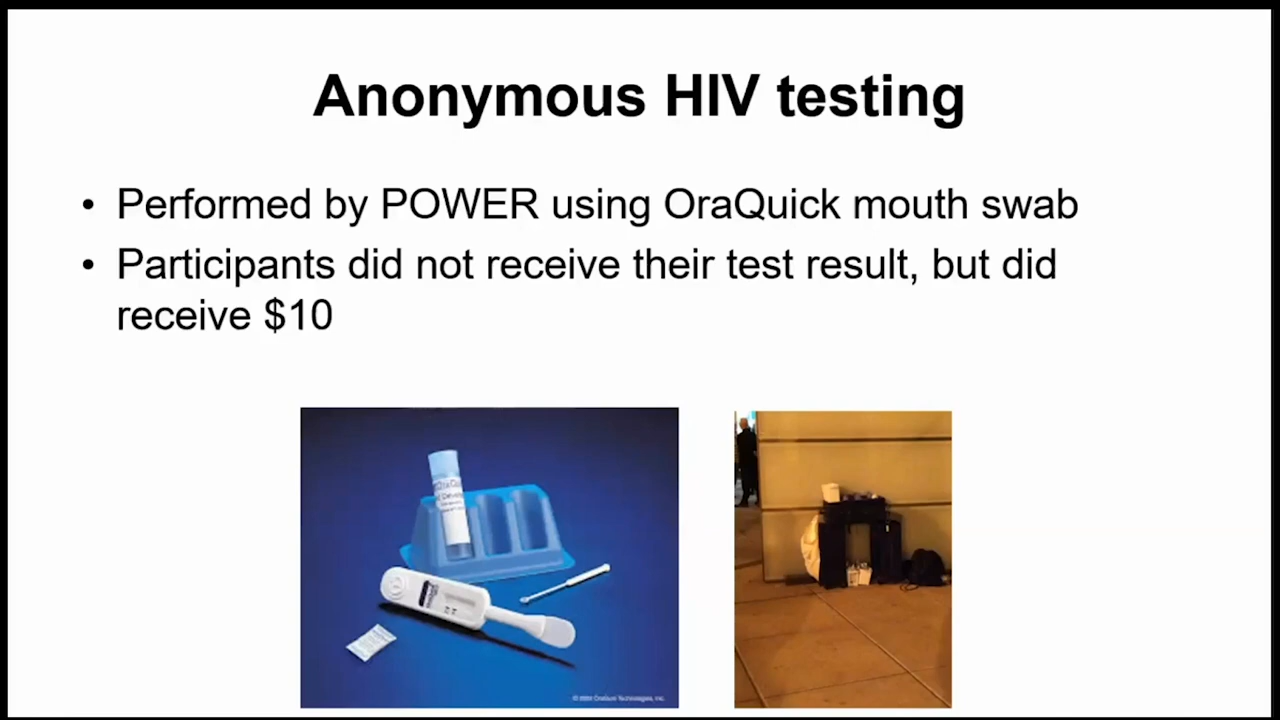 Anonymous HIV testing
• Performed by POWER using OraQuick mouth swab
• Participants did not receive their test result, but did
receive $10